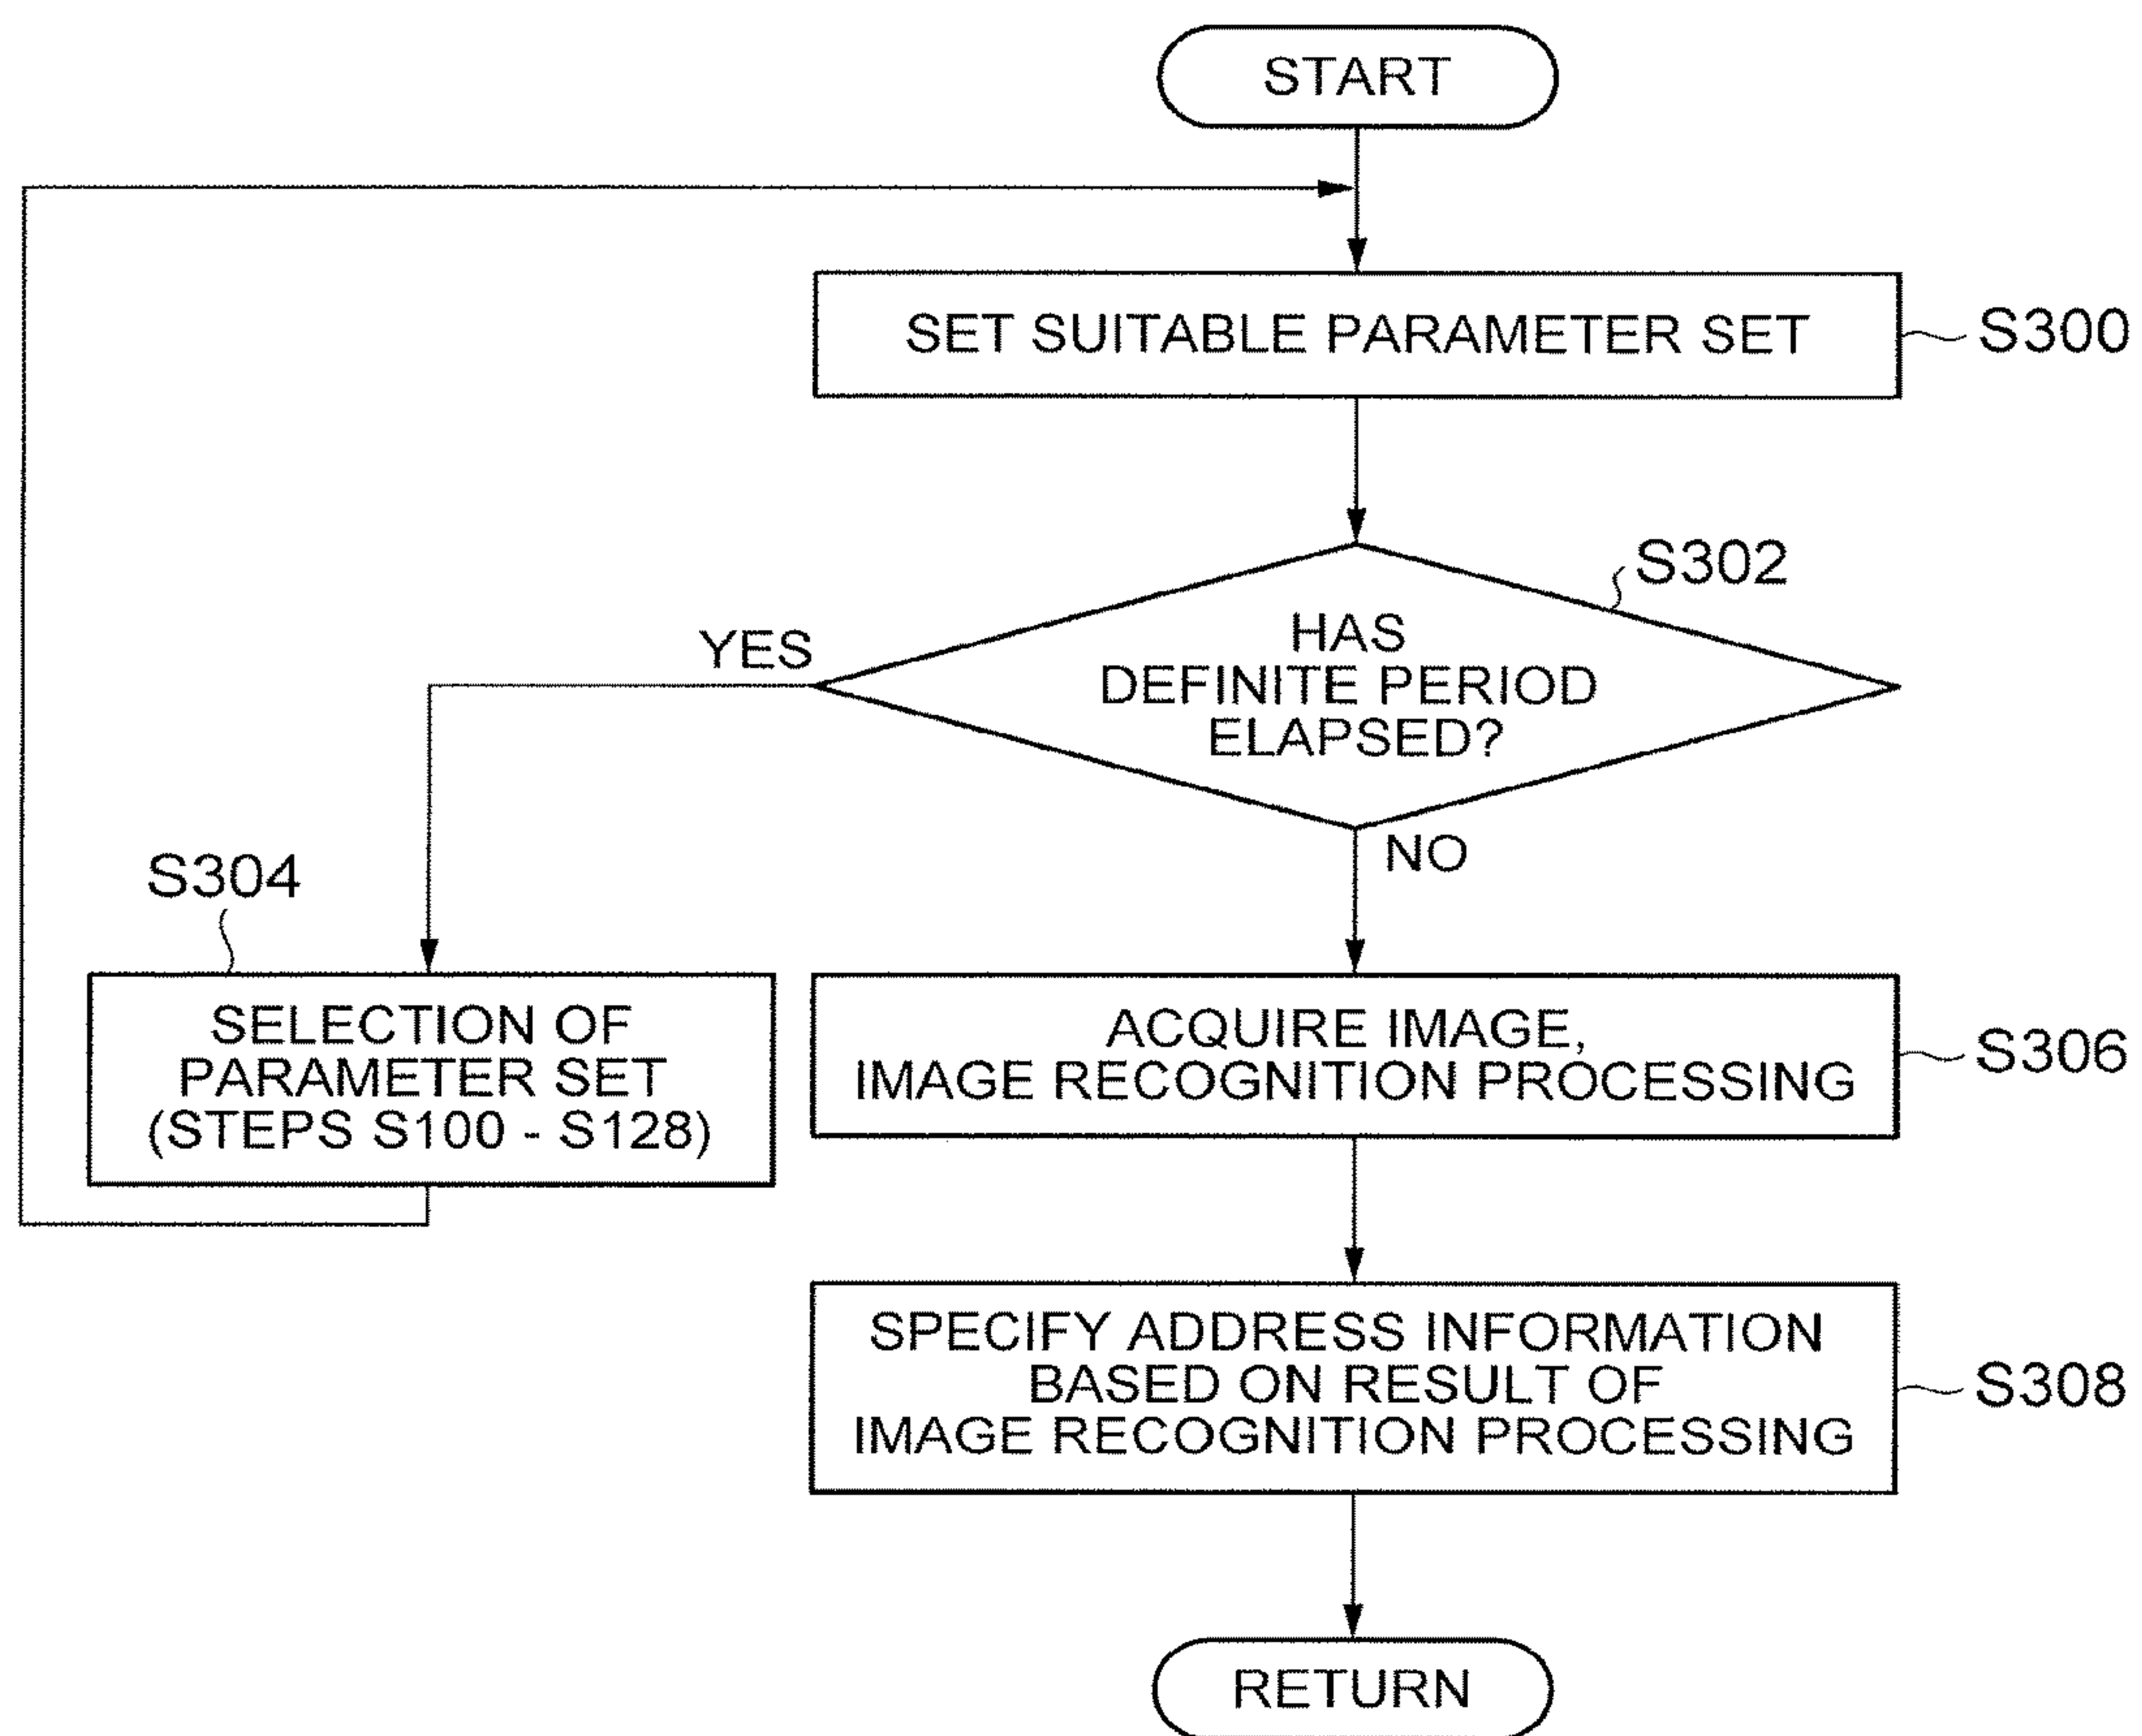 START
SET SUITABLE PARAMETER SET
S300
S302
HAS
DEFINITE PERIOD
ELAPSED?
YES
NO
S304
SELECTION OF
PARAMETER SET
(STEPS S100 - S128)
ACQUIRE IMAGE,
IMAGE RECOGNITION PROCESSING
S306
SPECIFY ADDRESS INFORMATION
BASED ON RESULT OF
IMAGE RECOGNITION PROCESSING
S308
RETURN